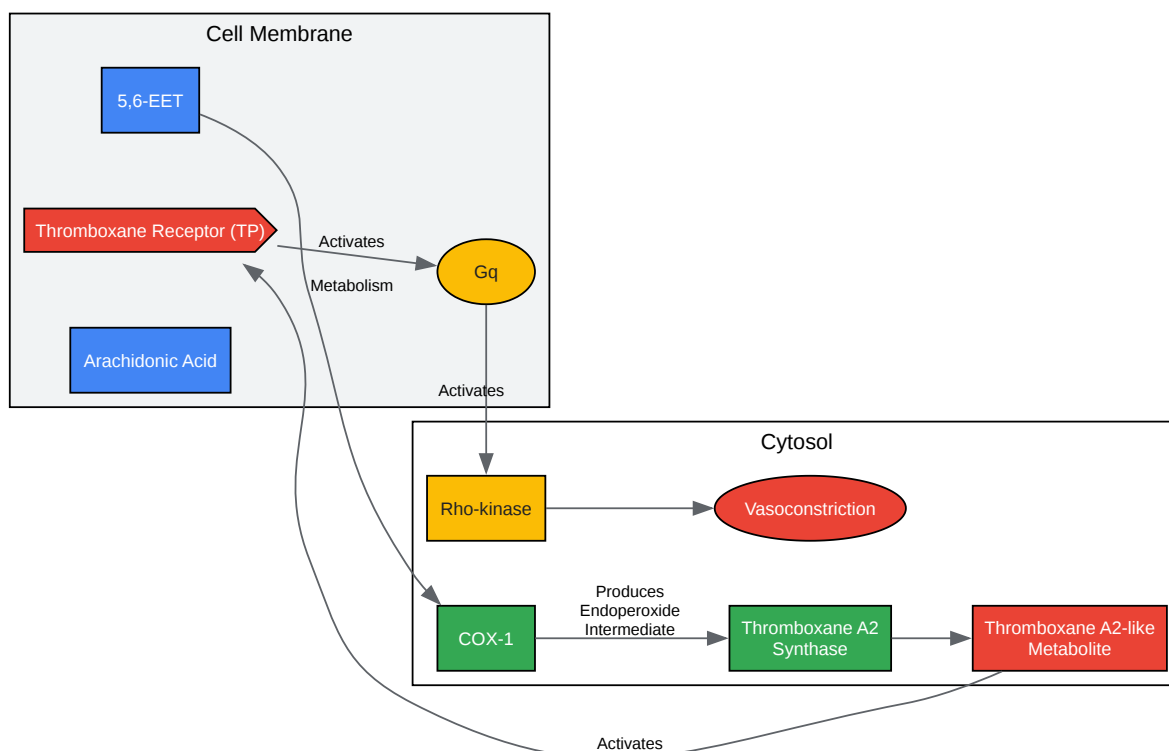 Cell Membrane
5,6-EET
Thromboxane Receptor (TP)
Activates
Gq
Metabolism
Arachidonic Acid
Activates
Cytosol
Rho-kinase
Vasoconstriction
Produces
Endoperoxide
Intermediate
COX-1
Thromboxane A2
Synthase
Thromboxane A2-like
Metabolite
Activates